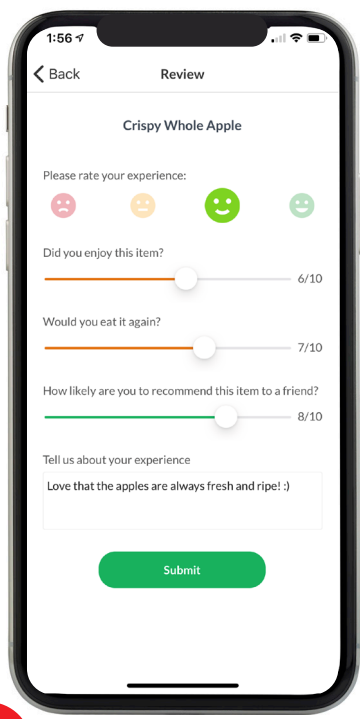 1:56
Back
Review
Crispy Whole Apple
Please rate your experience:
Did you enjoy this item?
6/10
Would you eat it again?
7/10
How likely are you to recommend this item to a friend?
8/10
Tell us about your experience
Love that the apples are always fresh and ripe! :)
Submit